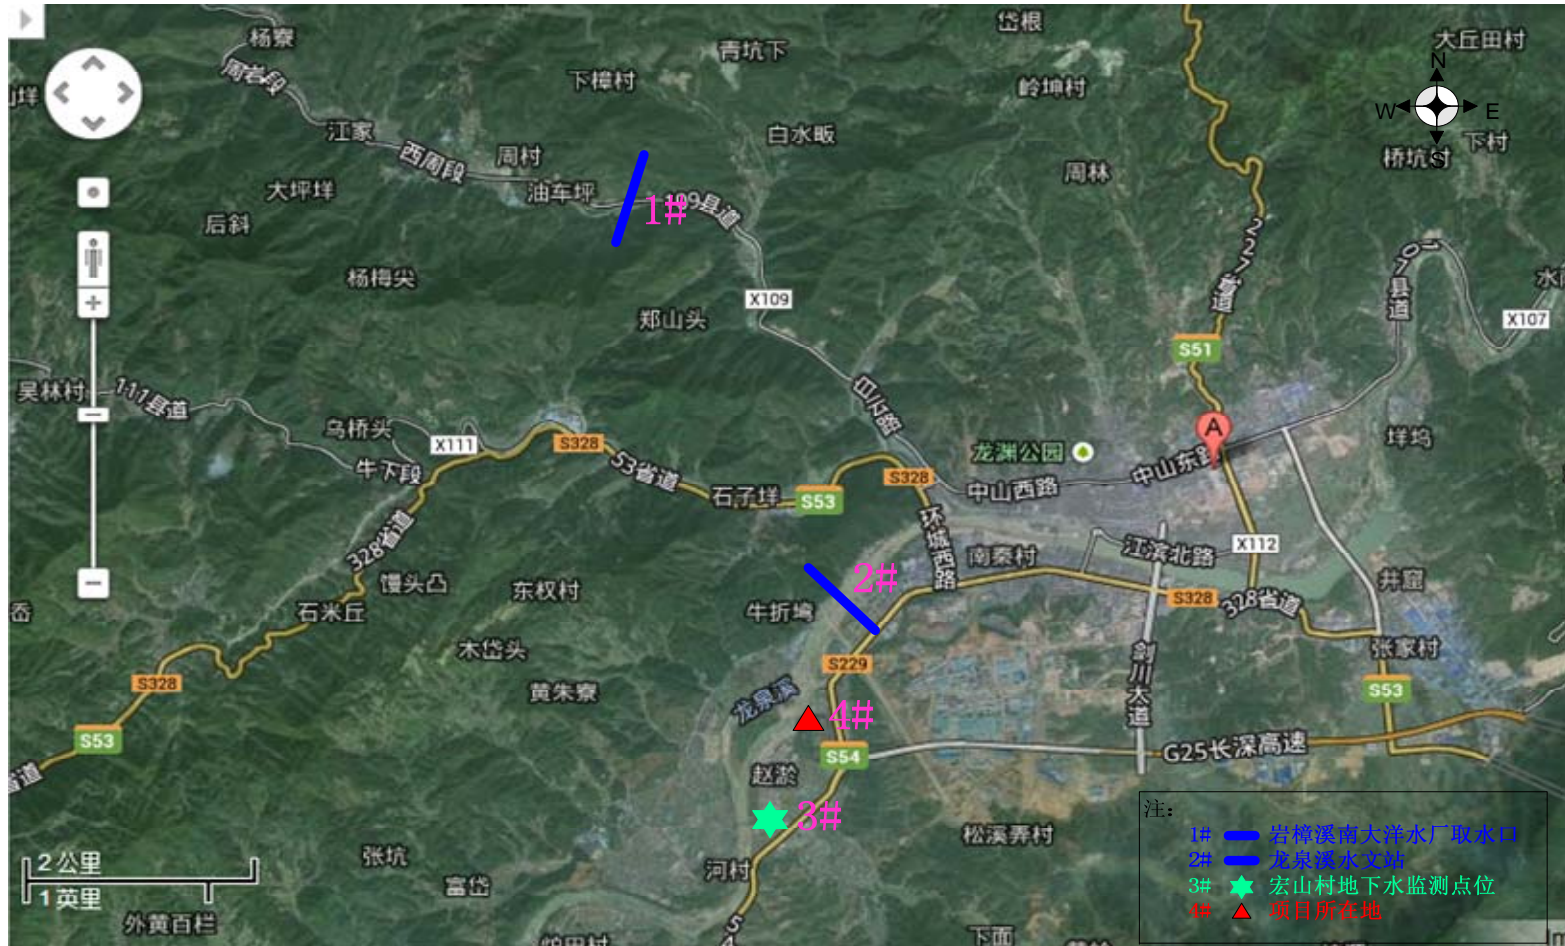 杨寮
岱根
大丘田村
青坑下
周岩段
下樟村
岭坤村
N
W
E
S
江家
白水畈
下村
桥坑村
西周段
周村
周林
大坪垟
油车坪
1#
109县道
后斜
227省道
07县道
杨梅尖
X109
郑山头
X107
S51
吴林村
111县道
乌桥头
X111
S328
A
垟坞
龙渊公园
牛下段
53省道
石子垟
S53
S328
中山西路
中山东路
328省道
环城西路
南秦村
江滨北路
X112
2#
馒头凸
东权村
井窟
岙
石米丘
牛折塆
S328
328省道
木岱头
张家村
S229
剑川大道
S328
黄朱寮
龙泉溪
S53
4#
S53
S54
G25长深高速
省道
赵淤
3#
松溪弄村
2 公里
张坑
河村
1 英里
富岱
外黄百栏
54
下面
注:
1# 岩樟溪南大洋水厂取水口
2# 龙泉溪水文站
3# 宏山村地下水监测点位
4# 项目所在地